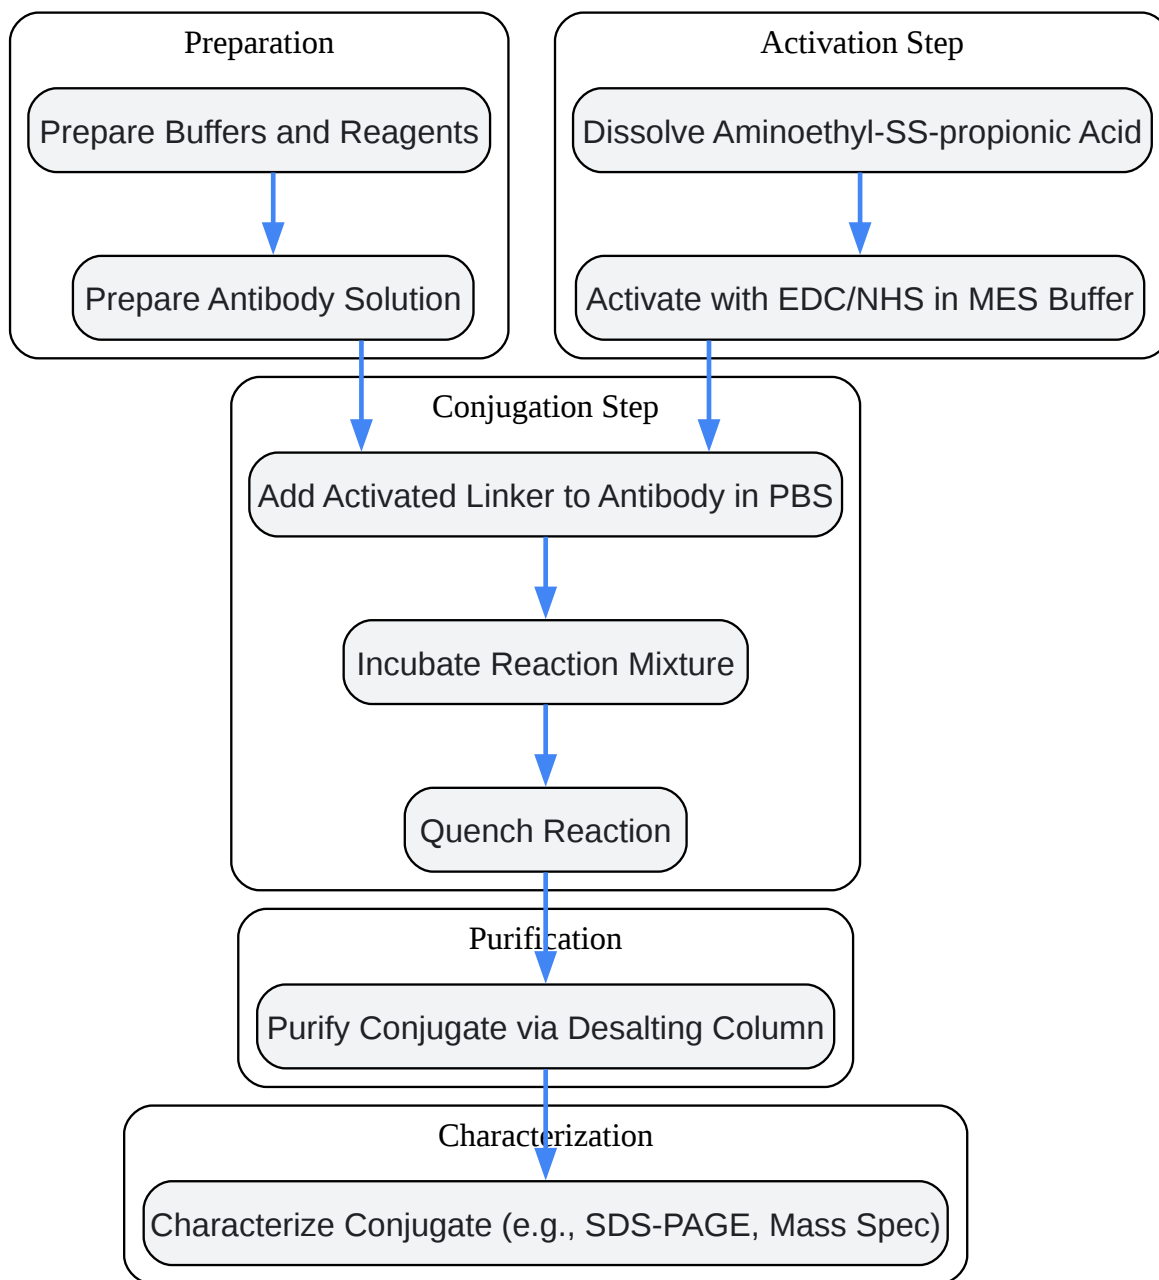 Preparation
Prepare Buffers and Reagents
Prepare Antibody Solution
Activation Step
Dissolve Aminoethyl-SS-propionic Acid
Activate with EDC/NHS in MES Buffer
Conjugation Step
Add Activated Linker to Antibody in PBS
Incubate Reaction Mixture
Quench Reaction
Purification
Purify Conjugate via Desalting Column
Characterization
Characterize Conjugate (e.g., SDS-PAGE, Mass Spec)